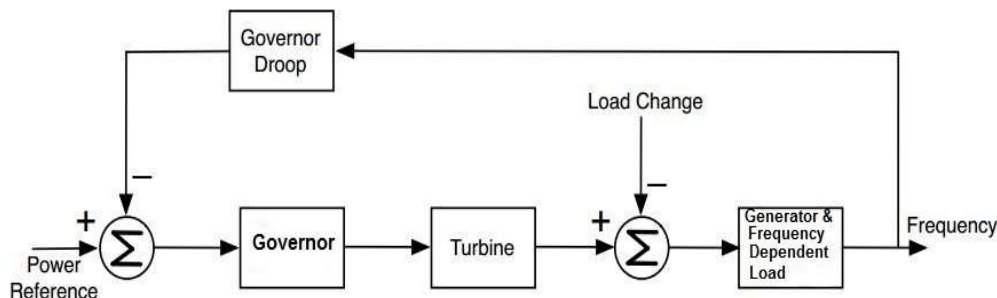 Governor
Droop
Load Change
−
−
+
+
Σ
Governor
Turbine
Σ
Generator &
Frequency
Dependent
Load
Frequency
Power
Reference